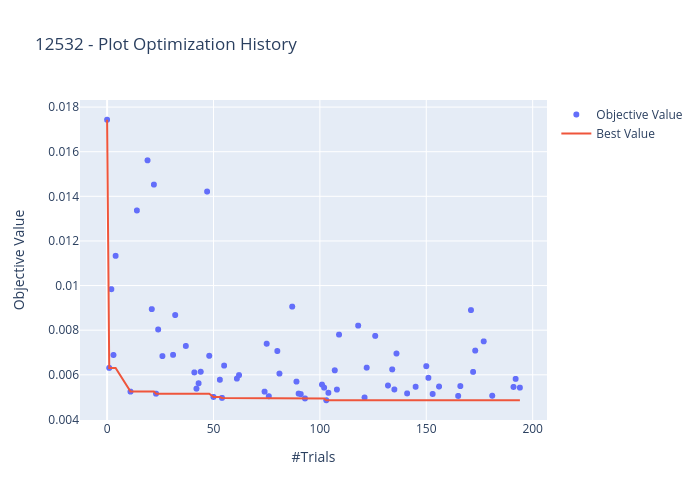 12532 - Plot Optimization History
0.018
0.016
0.014
0.012
0.01
0.008
0.006
0.004
Objective Value
0
50
100
150
200
#Trials
Objective Value
Best Value